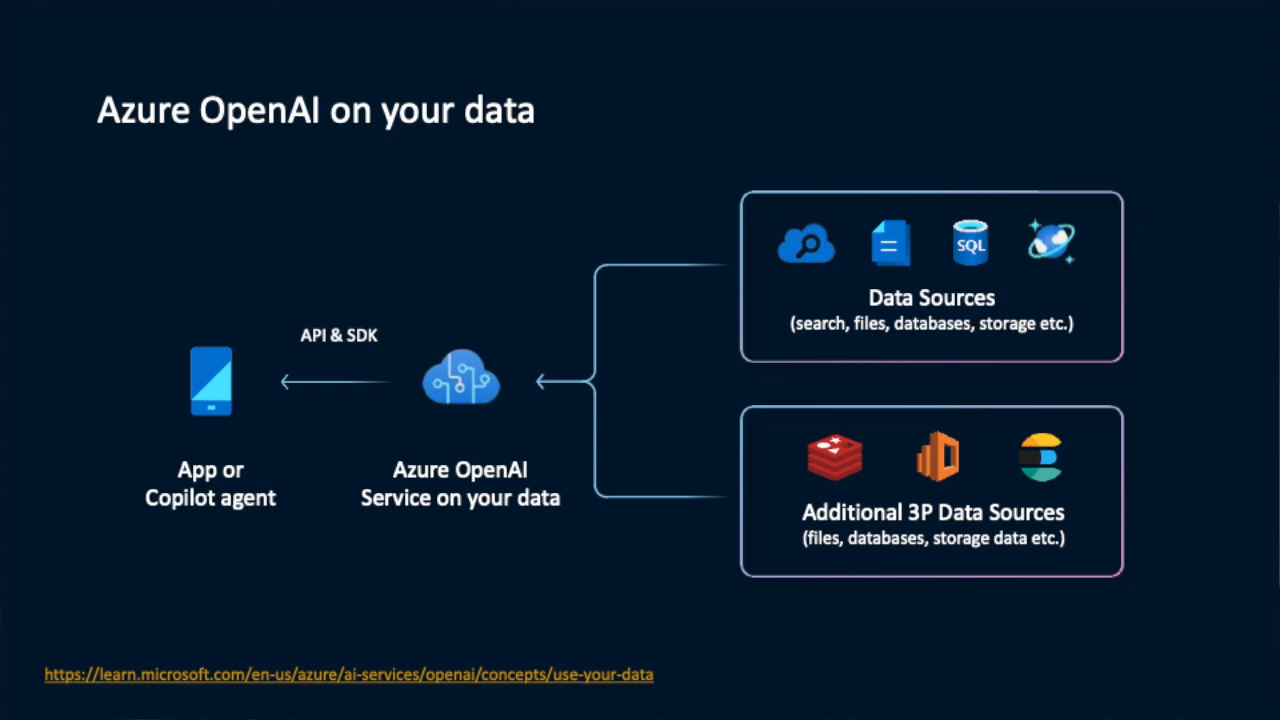 Azure OpenAI on your data
SQL
Data Sources
(search, files, databases, storage etc.)
API & SDK
App or
Copilot agent
Azure OpenAI
Service on your data
Additional 3P Data Sources
(files, databases, storage data etc.)
https://learn.microsoft.com/en-us/azure/ai-services/openai/concepts/use-your-data